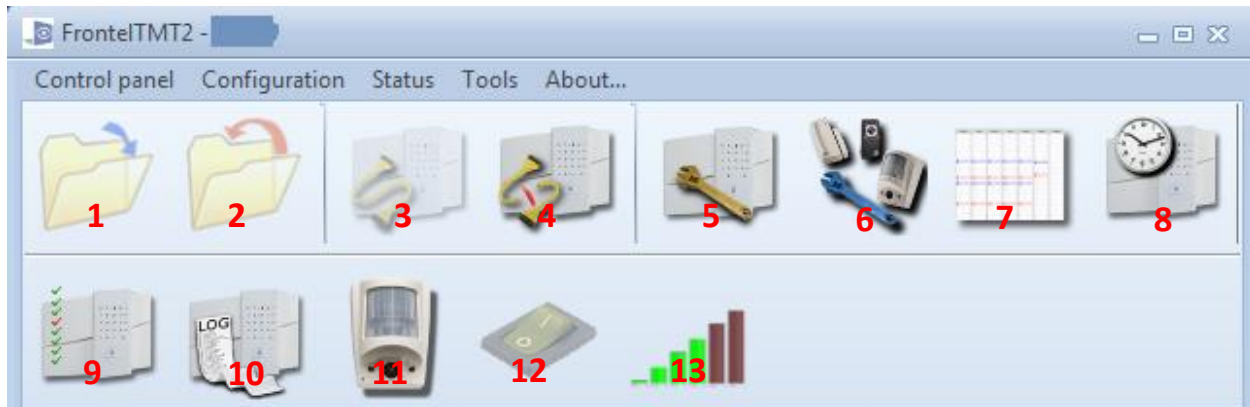 FrontelTMT2 -
Control panel Configuration Status Tools About...
1 2 3 4 5 6 7 8
LOG
9 10 11 12 13